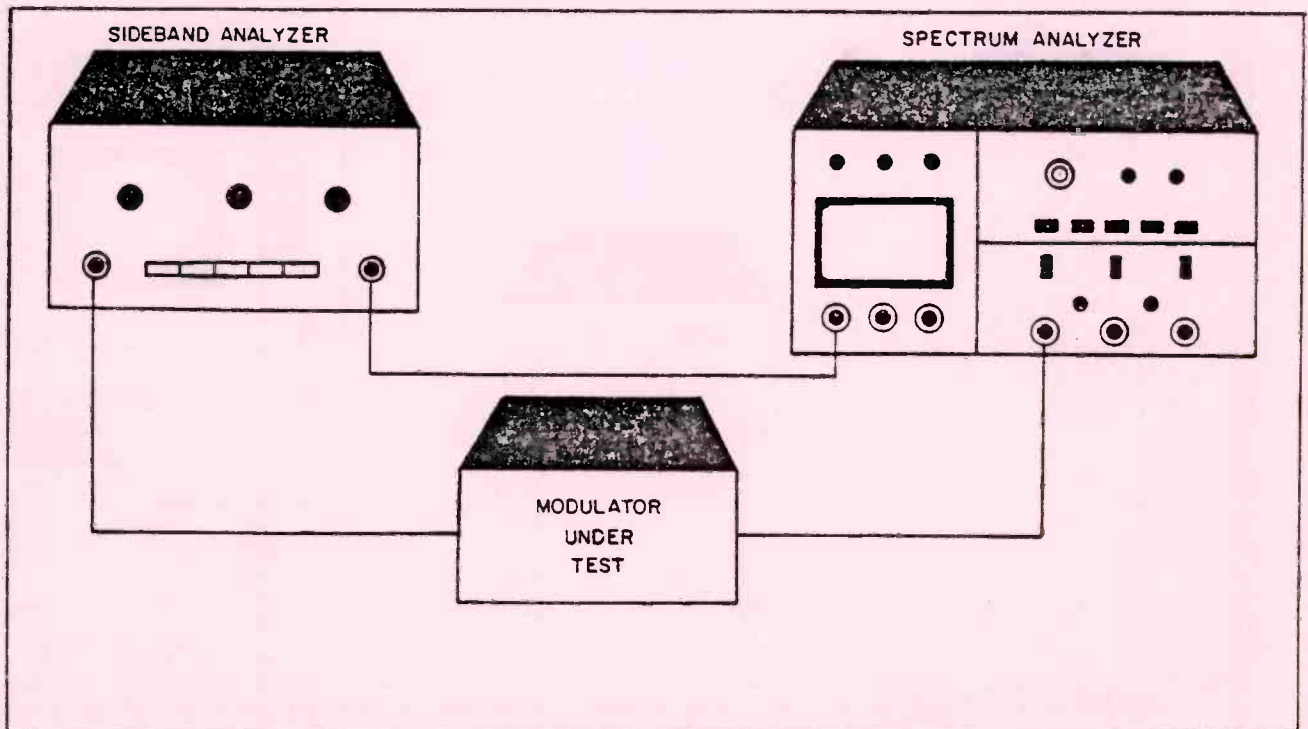 SIDEBAND ANALYZER
SPECTRUM ANALYZER
MODULATOR
UNDER
TEST